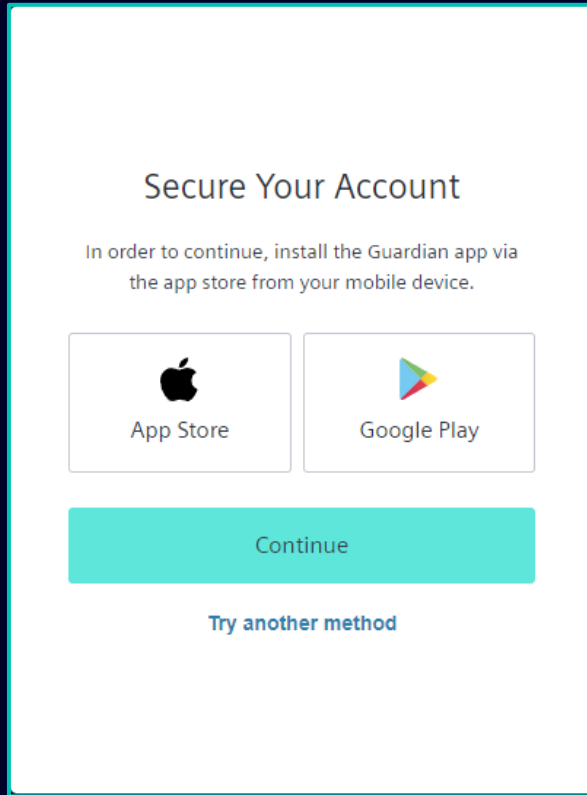 Secure Your Account
In order to continue, install the Guardian app via
the app store from your mobile device.
App Store
Google Play
Continue
Try another method